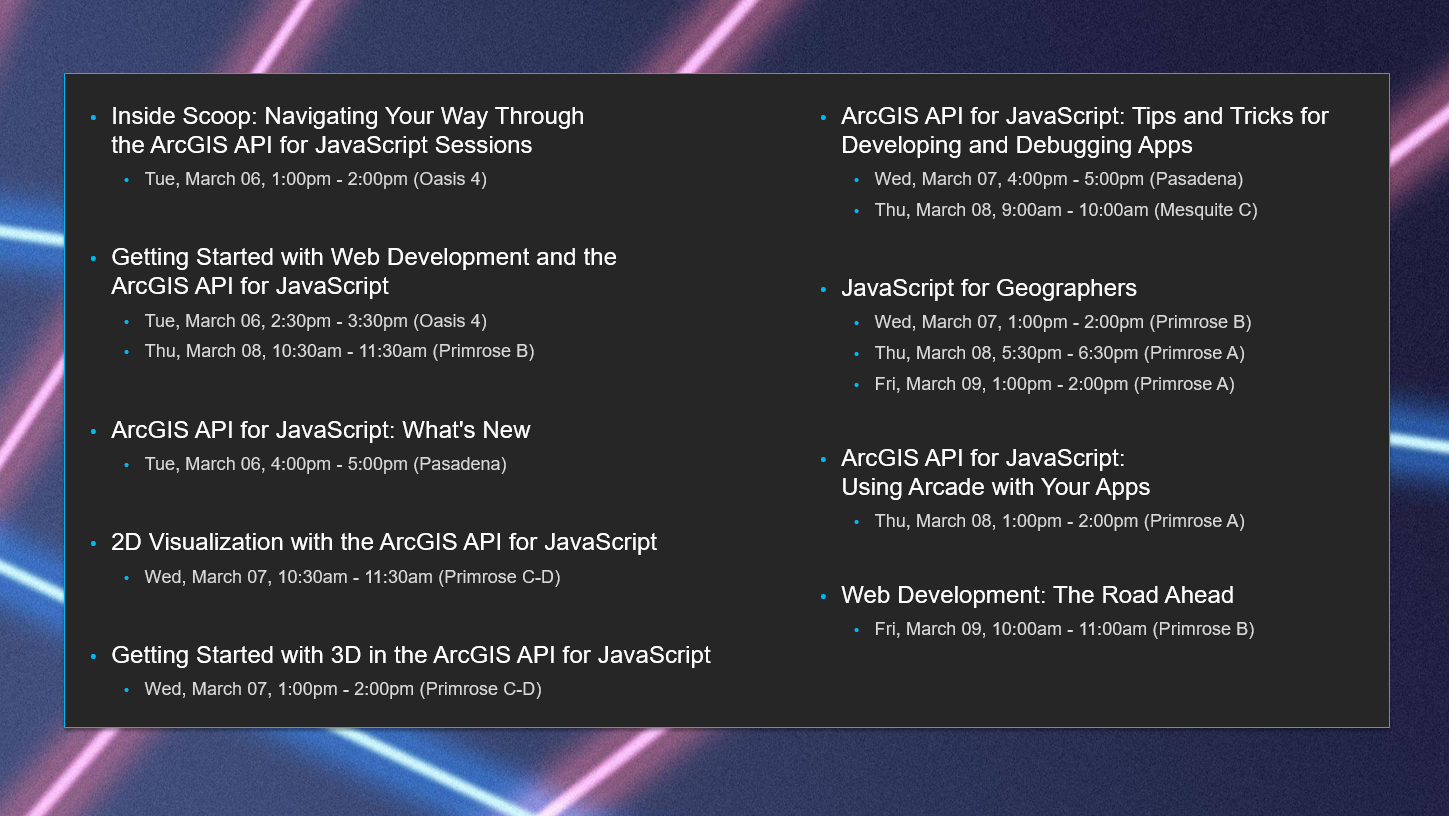 Inside Scoop: Navigating Your Way Through
the ArcGIS API for JavaScript Sessions
Tue, March 06, 1:00pm - 2:00pm (Oasis 4)
Getting Started with Web Development and the
ArcGIS API for JavaScript
Tue, March 06, 2:30pm - 3:30pm (Oasis 4)
Thu, March 08, 10:30am - 11:30am (Primrose B)
ArcGIS API for JavaScript: What's New
Tue, March 06, 4:00pm - 5:00pm (Pasadena)
2D Visualization with the ArcGIS API for JavaScript
Wed, March 07, 10:30am - 11:30am (Primrose C-D)
Getting Started with 3D in the ArcGIS API for JavaScript
Wed, March 07, 1:00pm - 2:00pm (Primrose C-D)
ArcGIS API for JavaScript: Tips and Tricks for
Developing and Debugging Apps
Wed, March 07, 4:00pm - 5:00pm (Pasadena)
Thu, March 08, 9:00am - 10:00am (Mesquite C)
JavaScript for Geographers
Wed, March 07, 1:00pm - 2:00pm (Primrose B)
Thu, March 08, 5:30pm - 6:30pm (Primrose A)
Fri, March 09, 1:00pm - 2:00pm (Primrose A)
ArcGIS API for JavaScript:
Using Arcade with Your Apps
Thu, March 08, 1:00pm - 2:00pm (Primrose A)
Web Development: The Road Ahead
Fri, March 09, 10:00am - 11:00am (Primrose B)